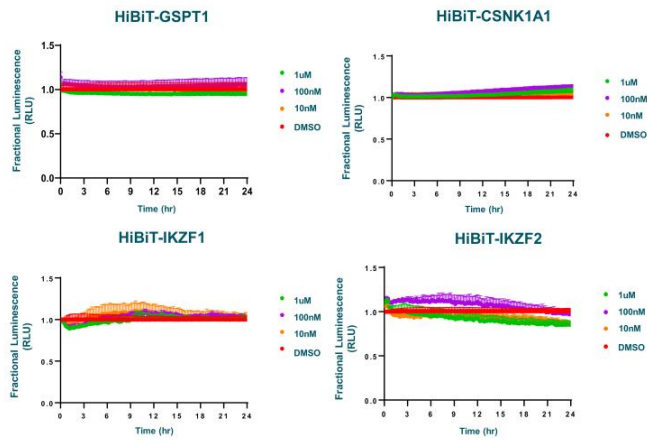 HiBiT-GSPT1
Fractional Luminescence
(RLU)
1.5
1.0
0.5
0.0
0 3 6 9 12 15 18 21 24
Time (hr)
1uM
100nM
10nM
DMSO
HiBiT-CSNK1A1
Fractional Luminescence
(RLU)
1.5
1.0
0.5
0.0
0 3 6 9 12 15 18 21 24
Time (hr)
1uM
100nM
10nM
DMSO
HiBiT-IKZF1
Fractional Luminescence
(RLU)
1.5
1.0
0.5
0.0
0 3 6 9 12 15 18 21 24
Time (hr)
1uM
100nM
10nM
DMSO
HiBiT-IKZF2
Fractional Luminescence
(RLU)
1.5
1.0
0.5
0.0
0 3 6 9 12 15 18 21 24
Time (hr)
1uM
100nM
10nM
DMSO